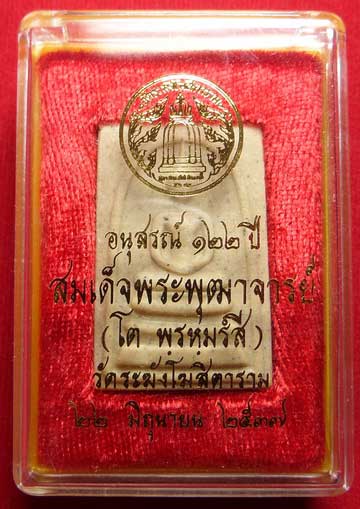 อนุสรณ์ ๑๒๒ ปี
สมเด็จพระพุฒาจารย์
(โต พฺรหฺมรํสี)
วัดระฆังโฆสิตาราม
๒๒ มิถุนายน ๒๕๓๗